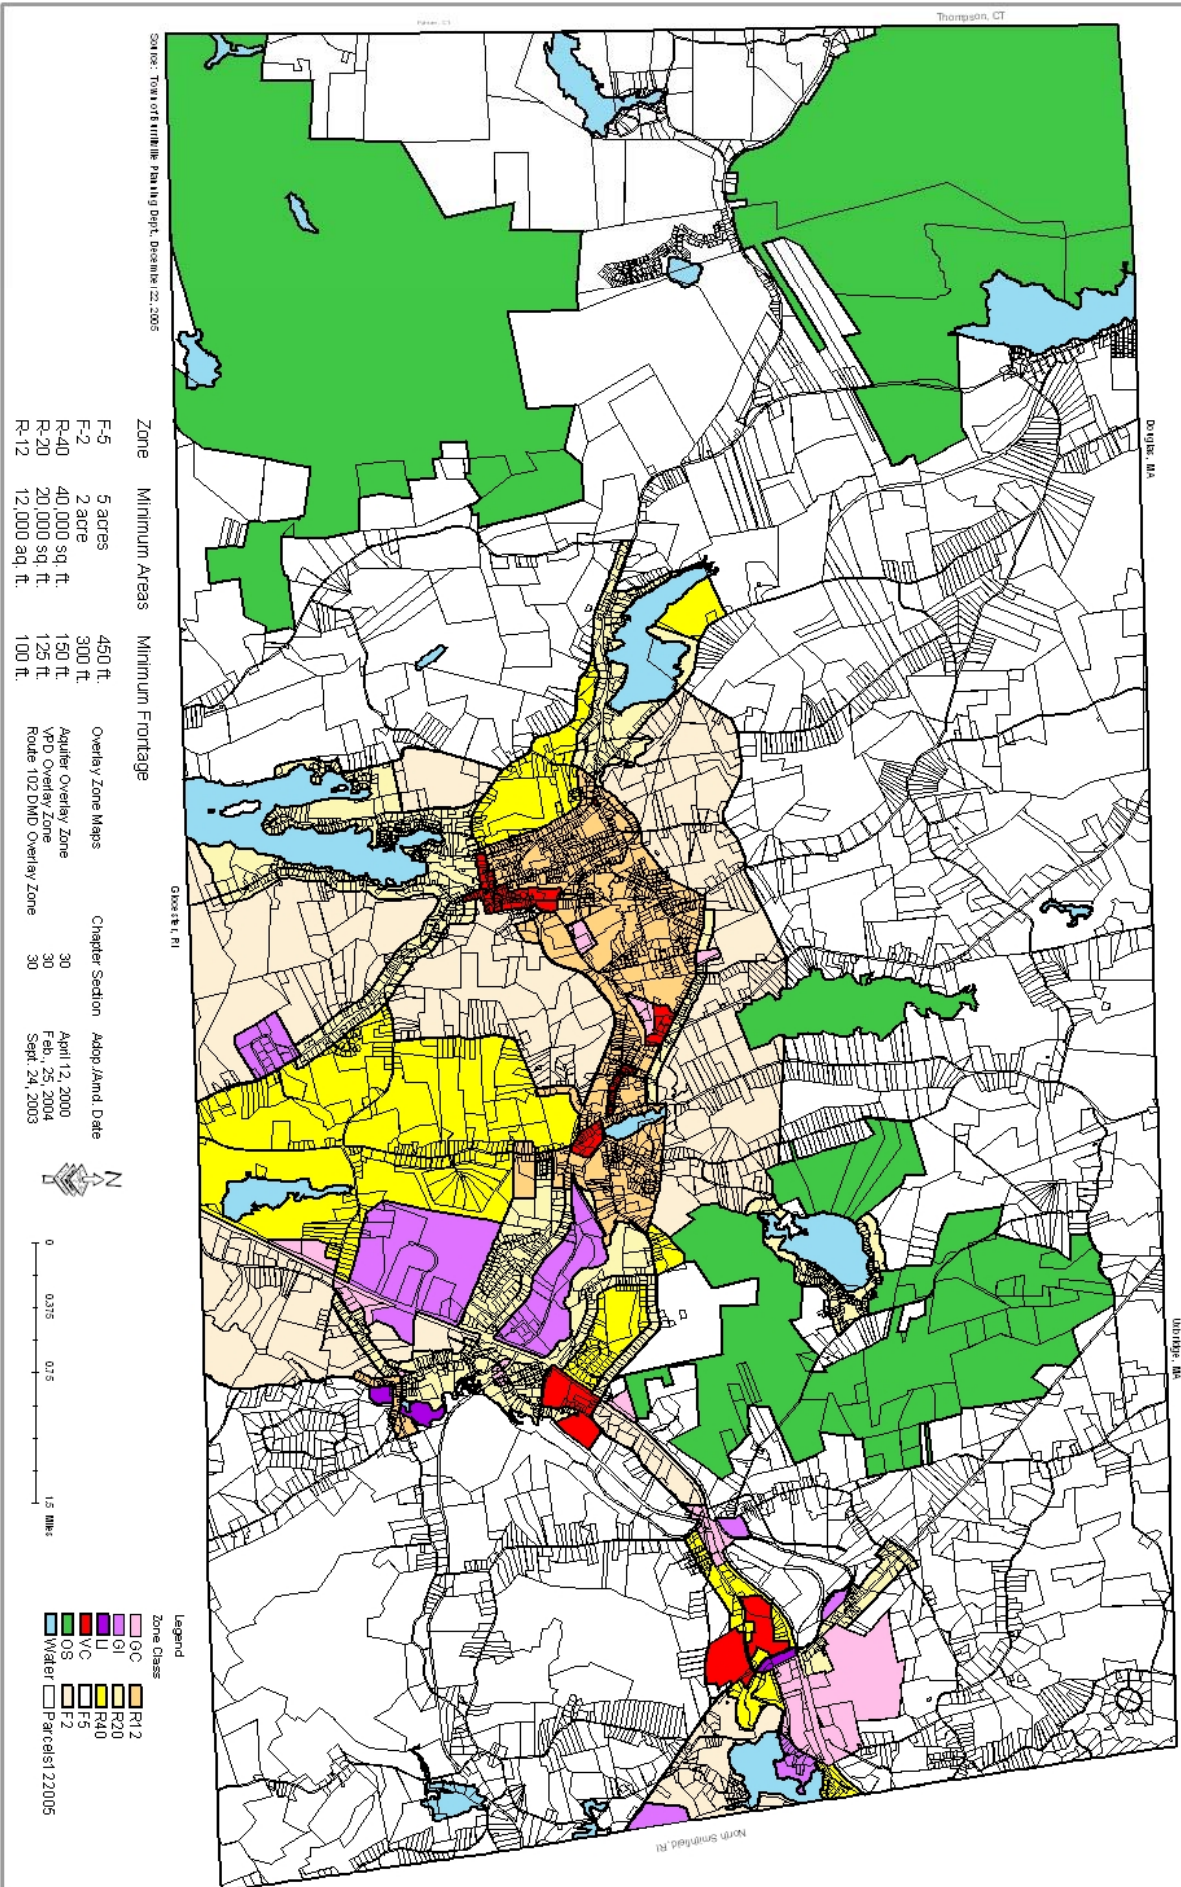 Thompson, CT
Douglas, MA
Uxbridge, MA
North Smithfield, RI
Glocester, RI
Source: Town of Burrillville Planning Dept. December 22, 2005
Zone Minimum Areas Minimum Frontage
F-5 5 acres 450 ft.
F-2 2 acre 300 ft.
R-40 40,000 sq. ft. 150 ft.
R-20 20,000 sq. ft. 125 ft.
R-12 12,000 aq. ft. 100 ft.
Overlay Zone Maps Chapter Section Adop./Amd. Date
Aquifer Overlay Zone 30 April 12, 2000
VPD Overlay Zone 30 Feb., 25, 2004
Route 102 DMD Overlay Zone 30 Sept. 24, 2003
N
0 0.375 0.75 1.5 Miles
Legend
Zone Class
GC R12
GI R20
LI R40
VC F5
OS F2
Water Parcels122005